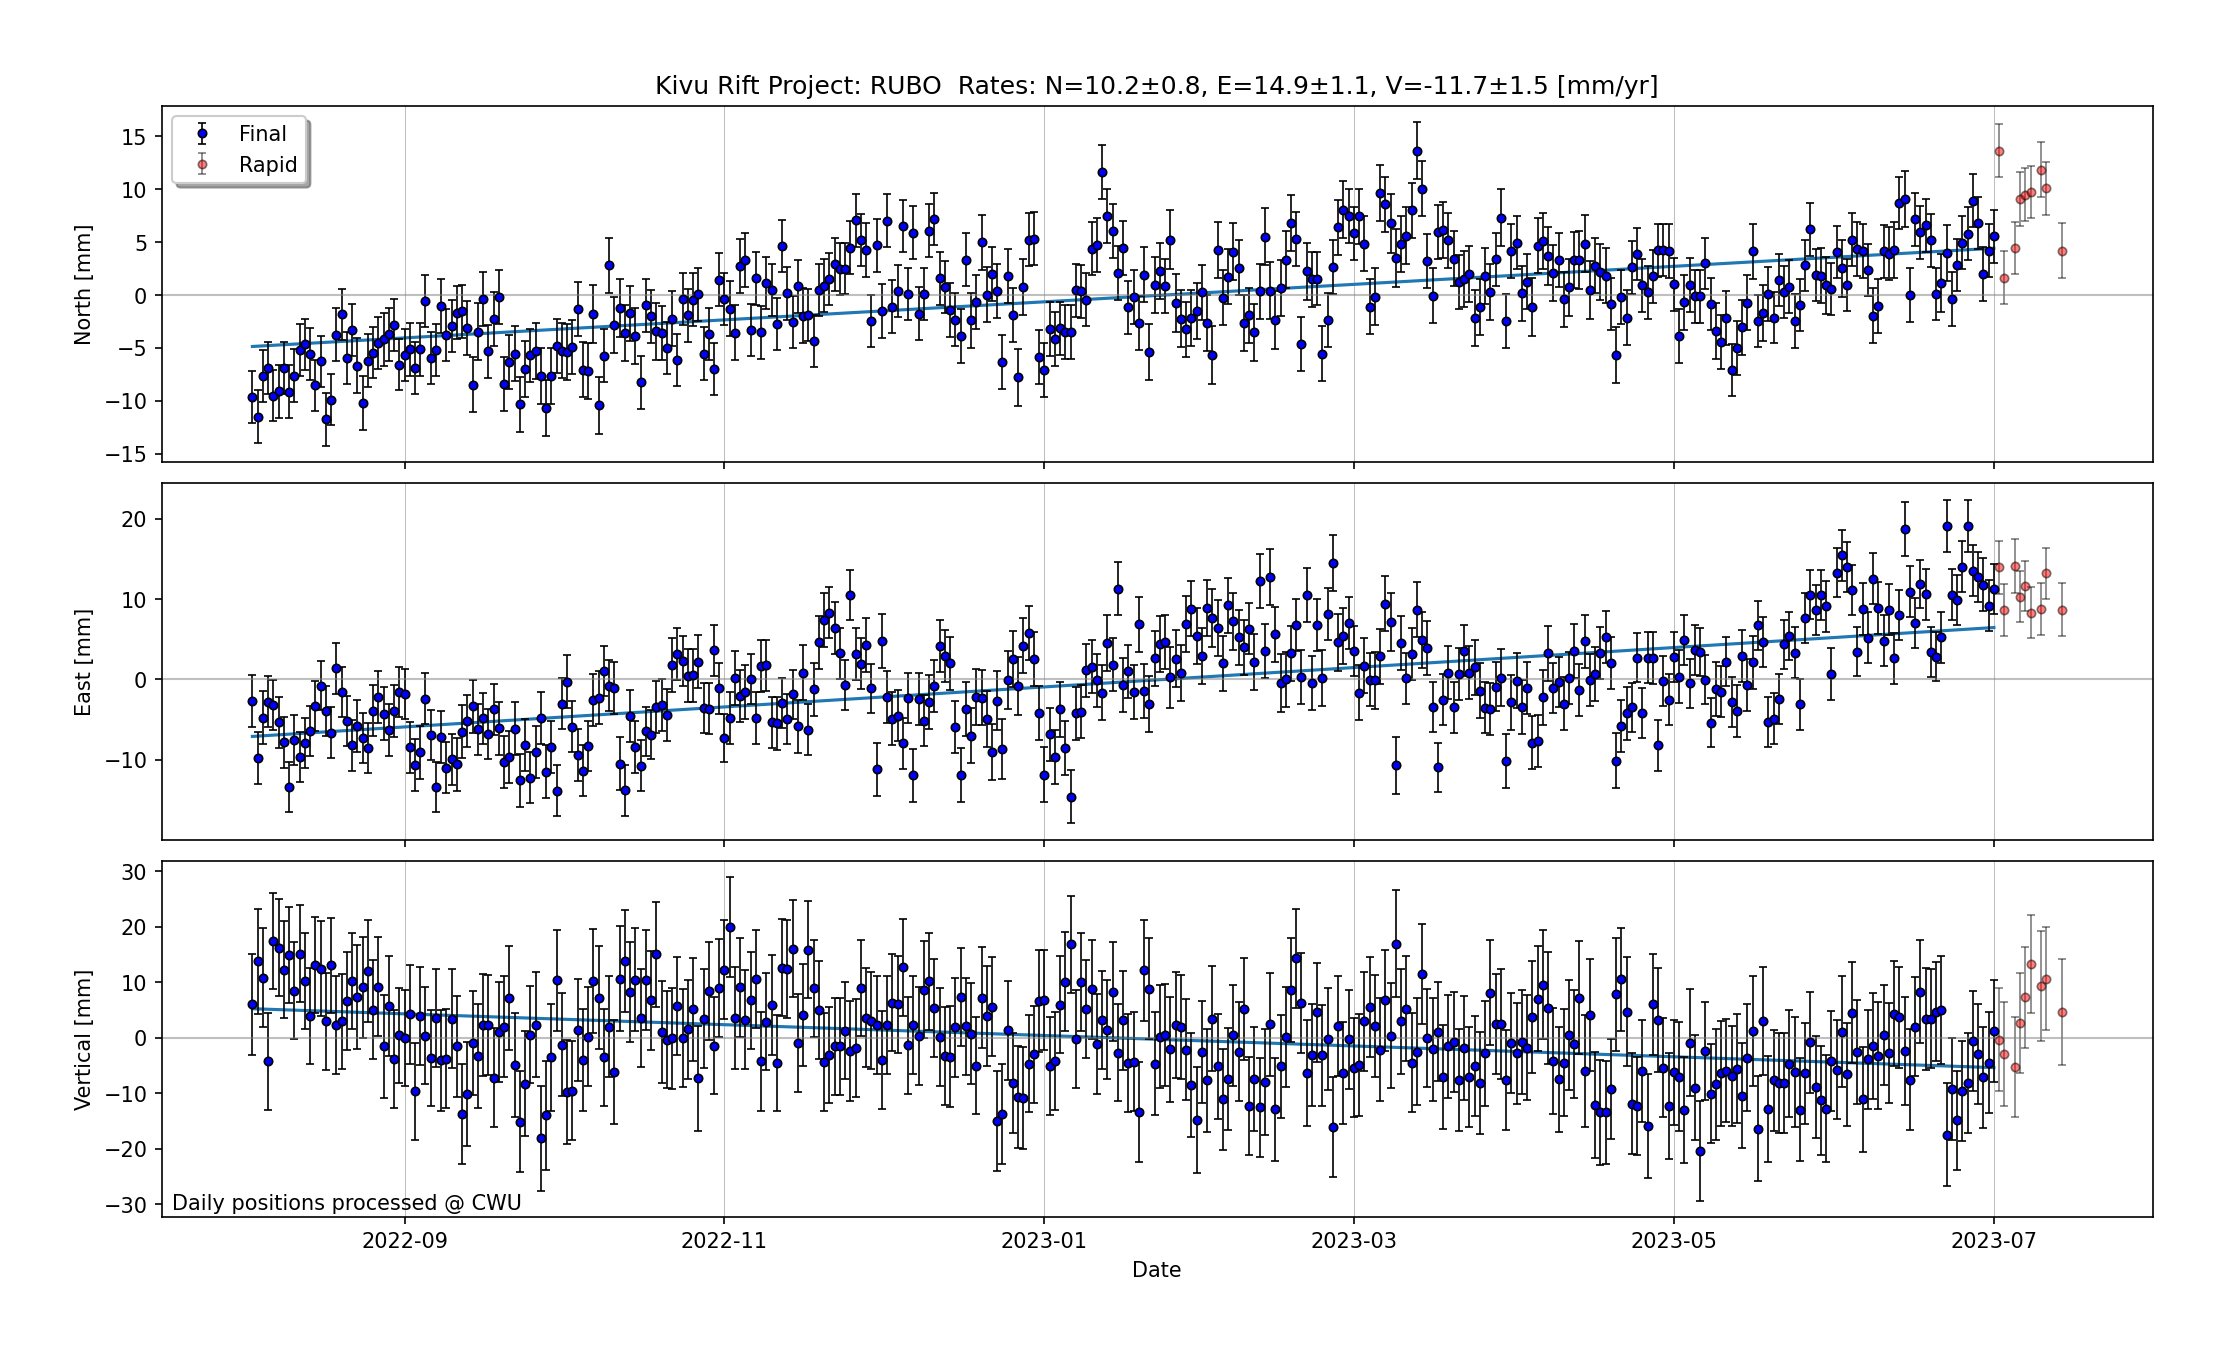 Kivu Rift Project: RUBO  Rates: N=10.2±0.8, E=14.9±1.1, V=-11.7±1.5 [mm/yr]
Final
Rapid
North [mm]
15
10
5
0
−5
−10
−15
East [mm]
20
10
0
−10
Vertical [mm]
30
20
10
0
−10
−20
−30
Daily positions processed @ CWU
2022-09 2022-11 2023-01 2023-03 2023-05 2023-07
Date